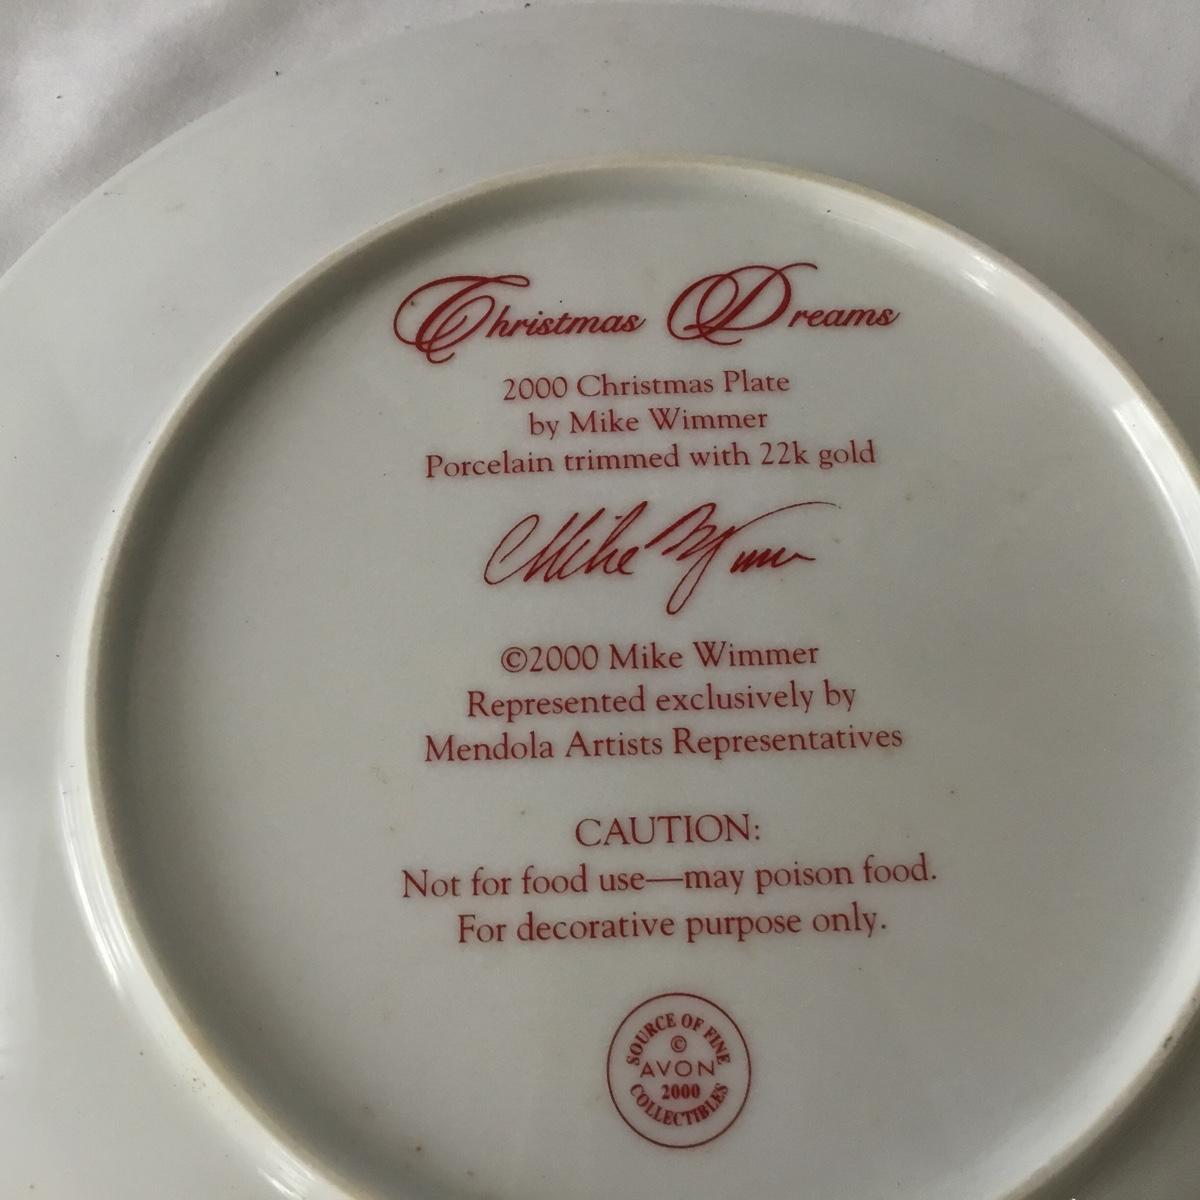 Christmas Dreams
2000 Christmas Plate
by Mike Wimmer
Porcelain trimmed with 22k gold
Mike Wimmer
©2000 Mike Wimmer
Represented exclusively by
Mendola Artists Representatives
CAUTION:
Not for food use—may poison food.
For decorative purpose only.
SOURCE OF FINE
©
AVON
2000
COLLECTIBLES